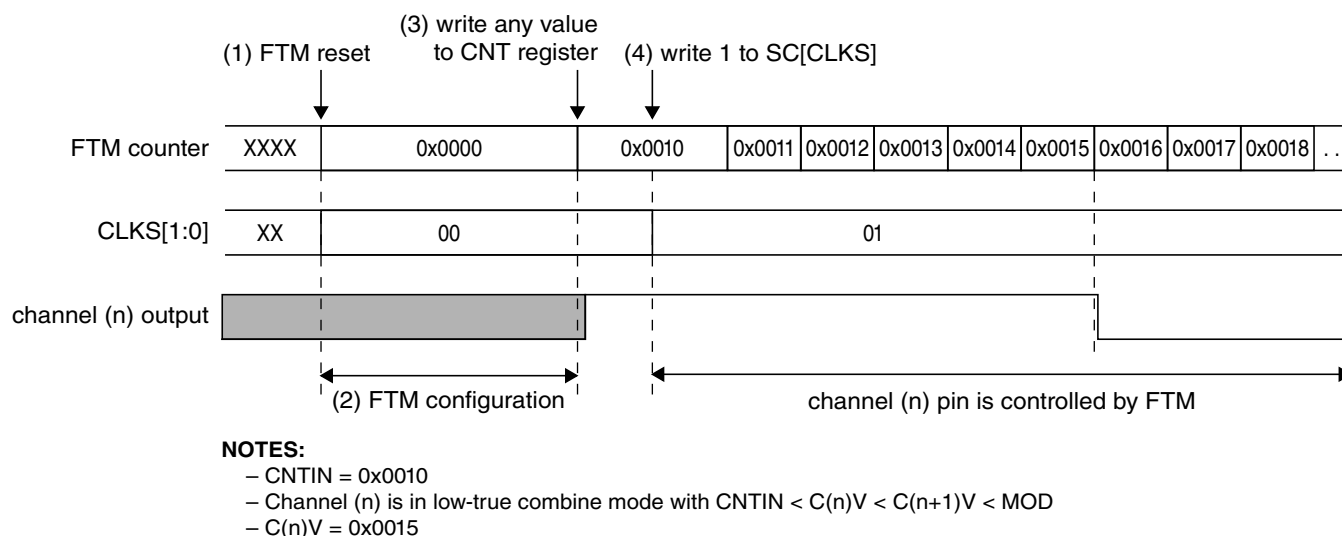 (3) write any value
(1) FTM reset to CNT register (4) write 1 to SC[CLKS]
FTM counter XXXX 0x0000 0x0010 0x0011 0x0012 0x0013 0x0014 0x0015 0x0016 0x0017 0x0018 . .
CLKS[1:0] XX 00 01
channel (n) output
(2) FTM configuration channel (n) pin is controlled by FTM
NOTES:
– CNTIN = 0x0010
– Channel (n) is in low-true combine mode with CNTIN < C(n)V < C(n+1)V < MOD
– C(n)V = 0x0015